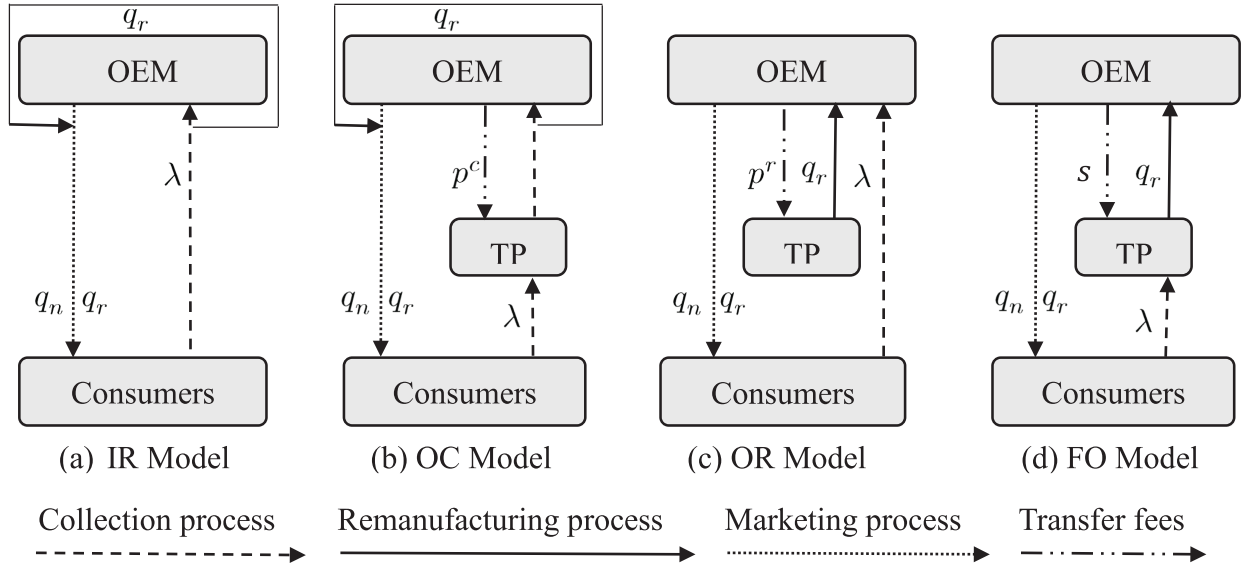 q_r q_r
OEM OEM OEM OEM
λ p^c p^r q_r λ s q_r
TP TP TP
q_n q_r q_n q_r λ q_n q_r q_n q_r λ
Consumers Consumers Consumers Consumers
(a) IR Model (b) OC Model (c) OR Model (d) FO Model
Collection process Remanufacturing process Marketing process Transfer fees